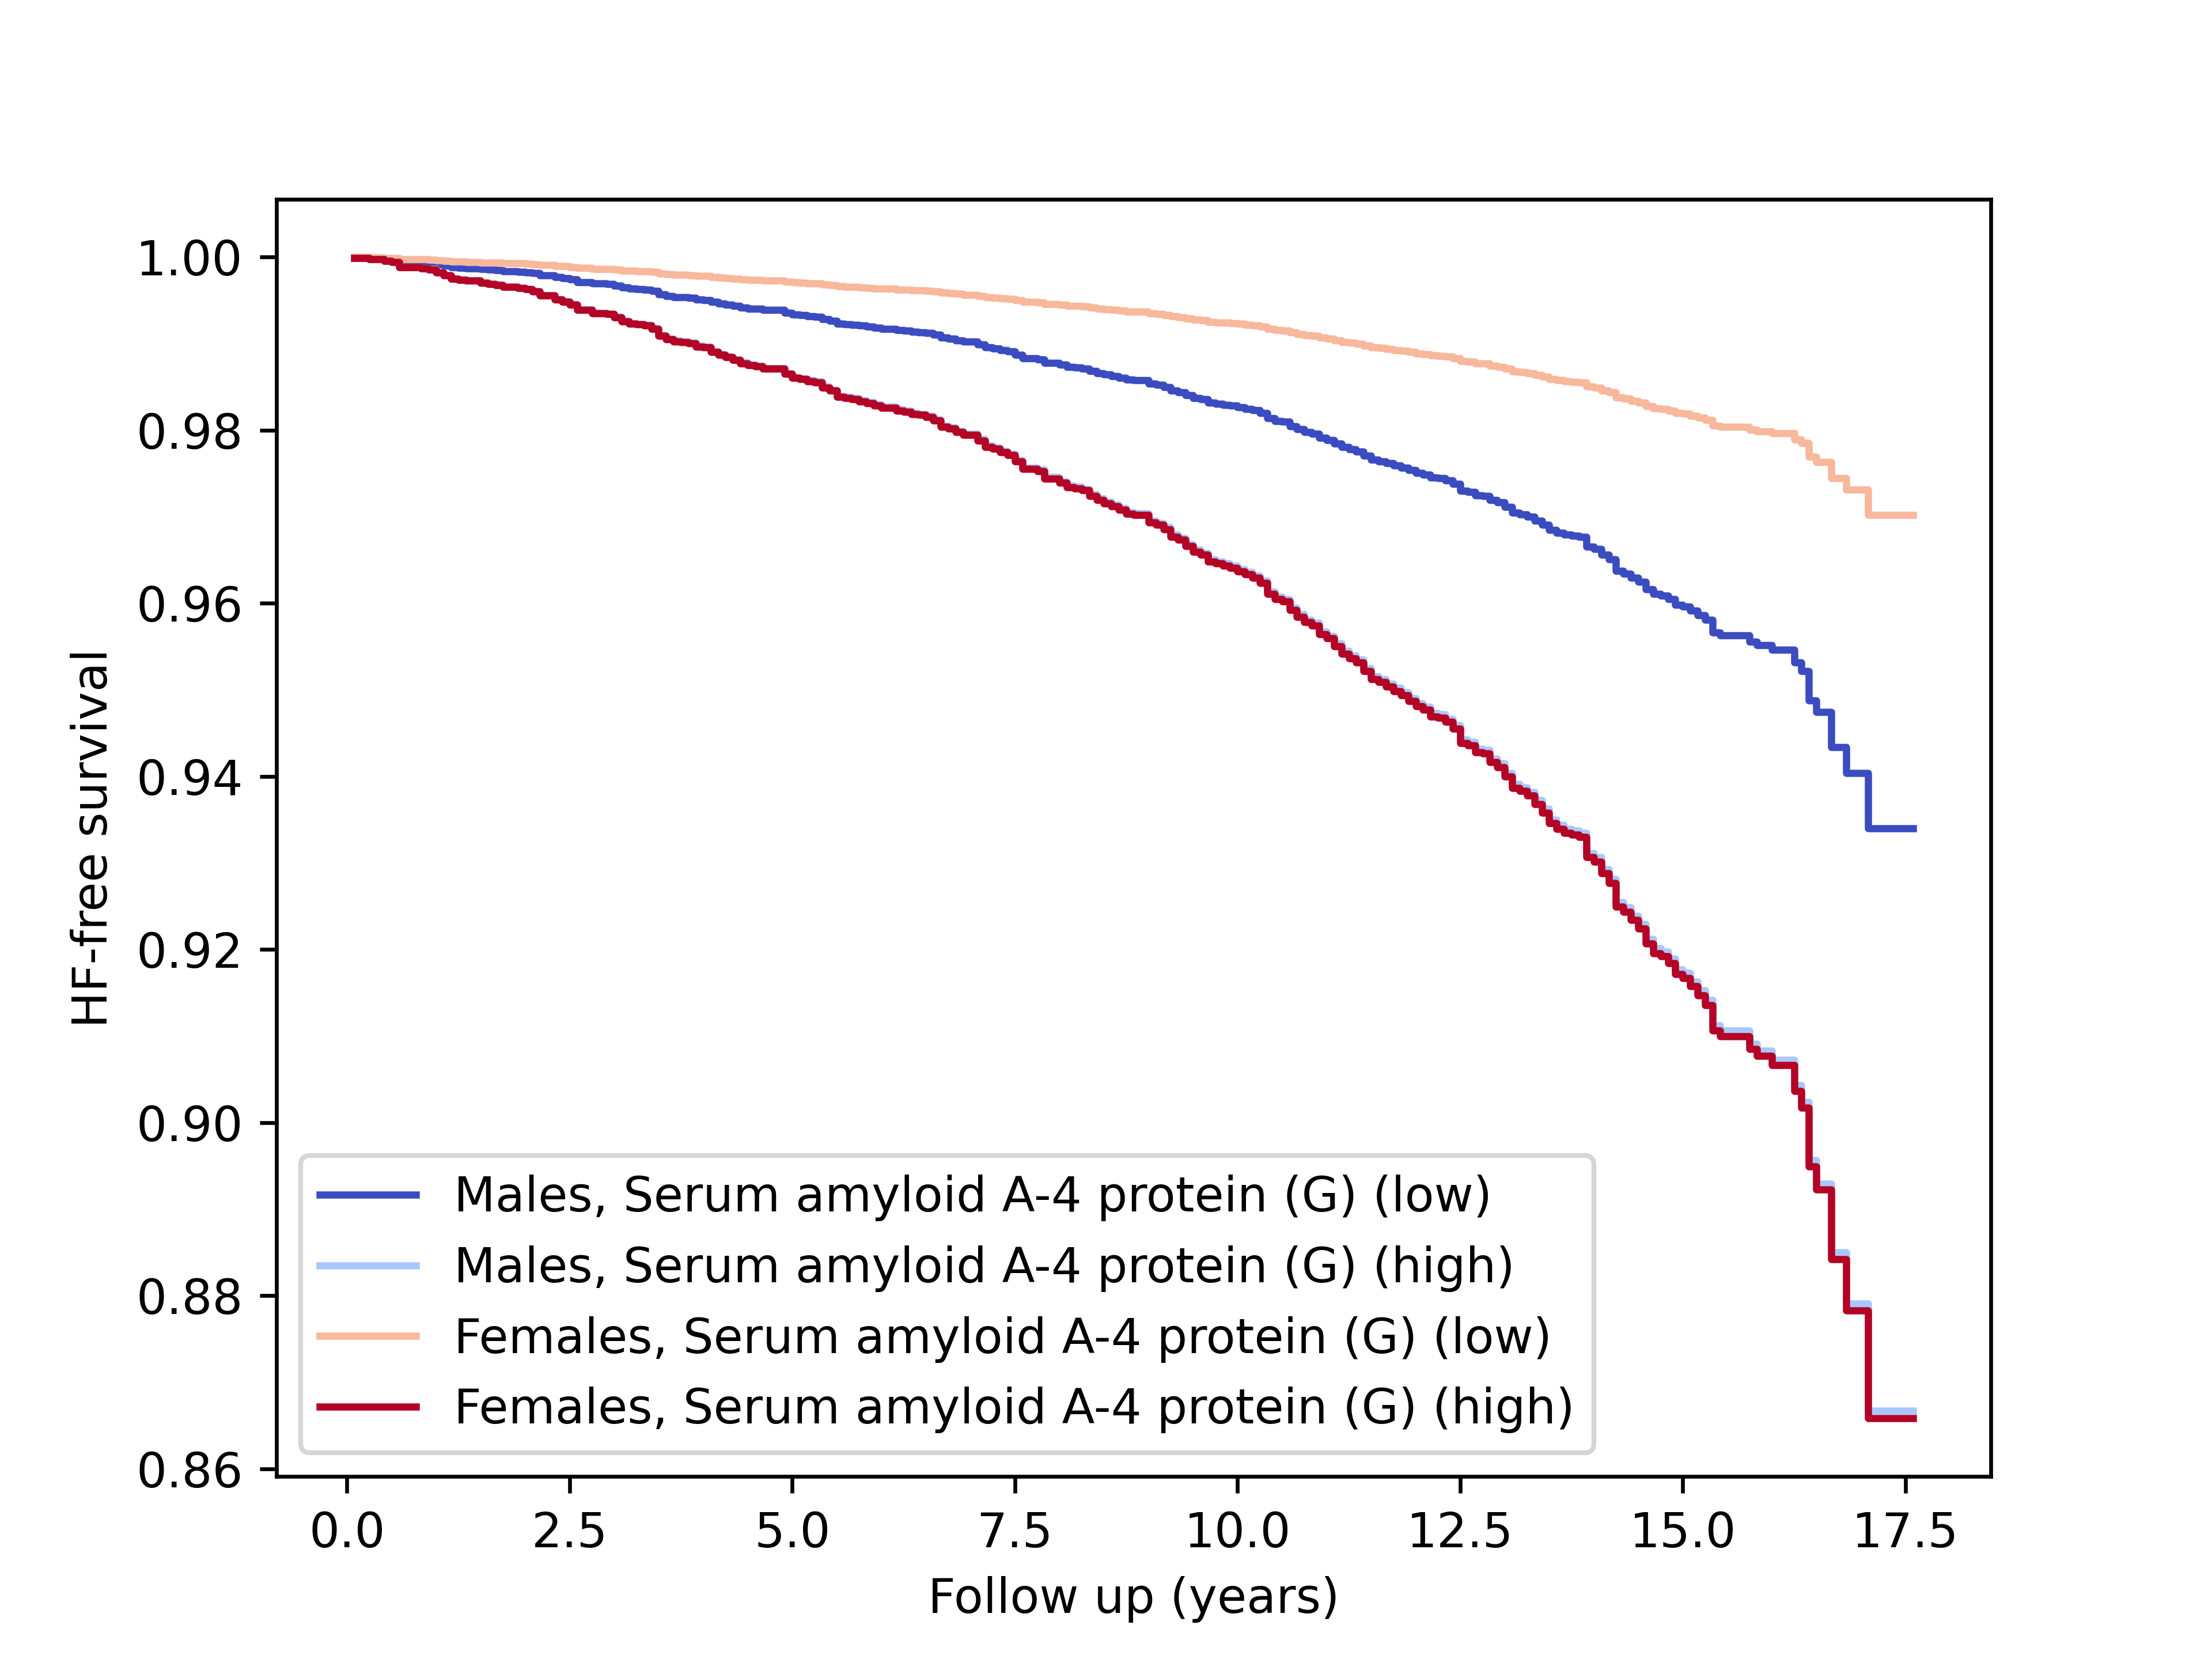 1.00
0.98
0.96
0.94
0.92
0.90
0.88
0.86
HF-free survival
Males, Serum amyloid A-4 protein (G) (low)
Males, Serum amyloid A-4 protein (G) (high)
Females, Serum amyloid A-4 protein (G) (low)
Females, Serum amyloid A-4 protein (G) (high)
0.0 2.5 5.0 7.5 10.0 12.5 15.0 17.5
Follow up (years)